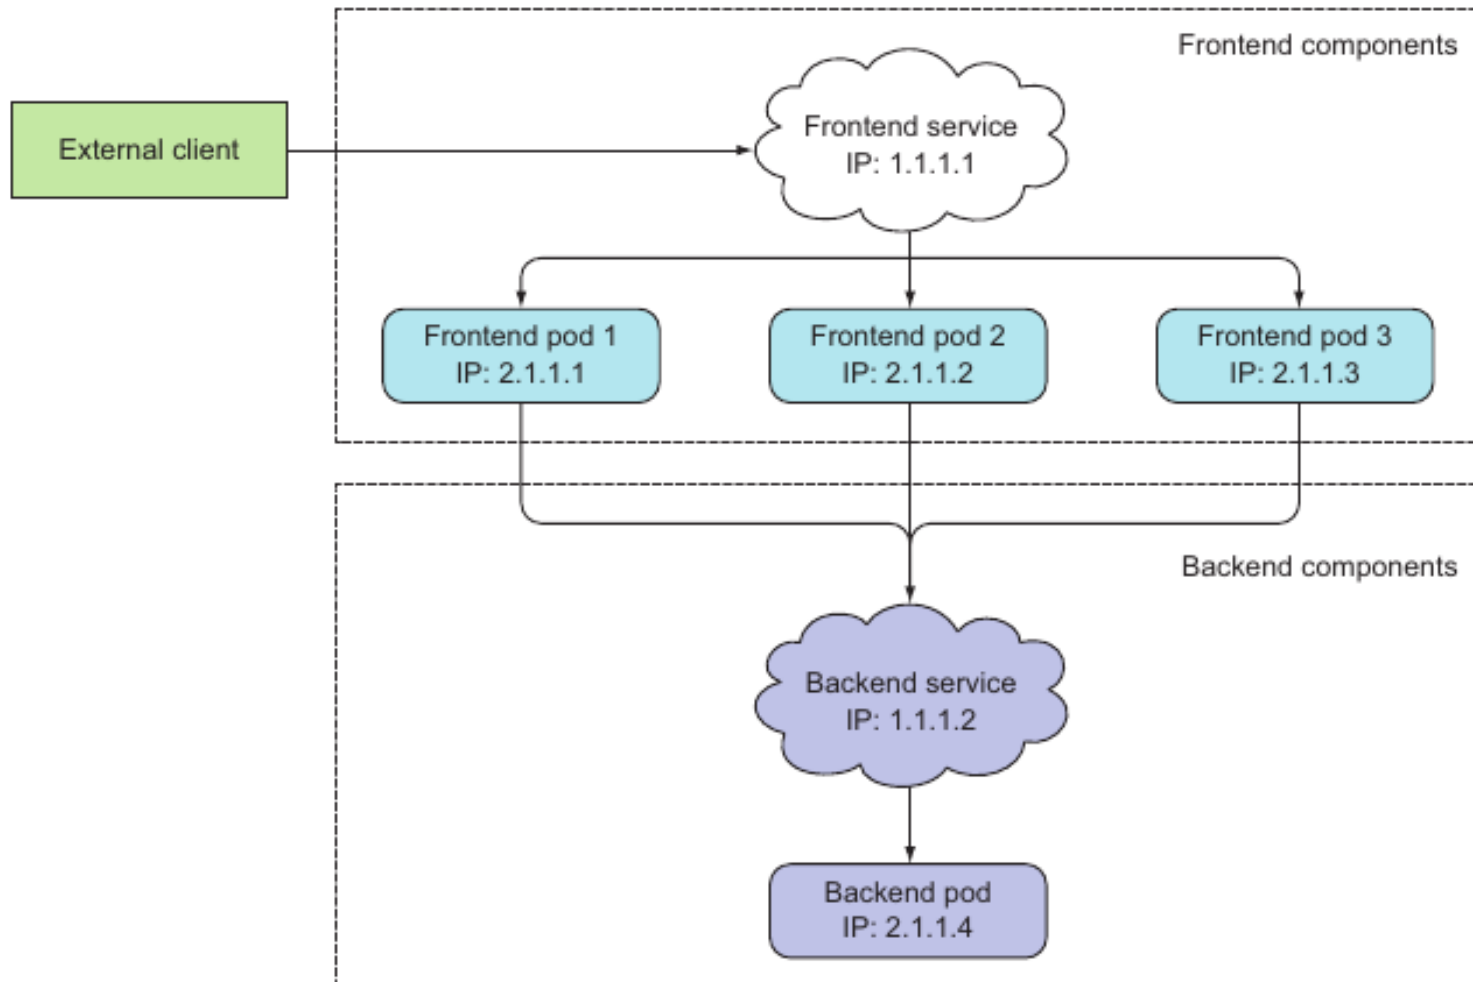 Frontend components
External client
Frontend service
IP: 1.1.1.1
Frontend pod 1
IP: 2.1.1.1
Frontend pod 2
IP: 2.1.1.2
Frontend pod 3
IP: 2.1.1.3
Backend components
Backend service
IP: 1.1.1.2
Backend pod
IP: 2.1.1.4